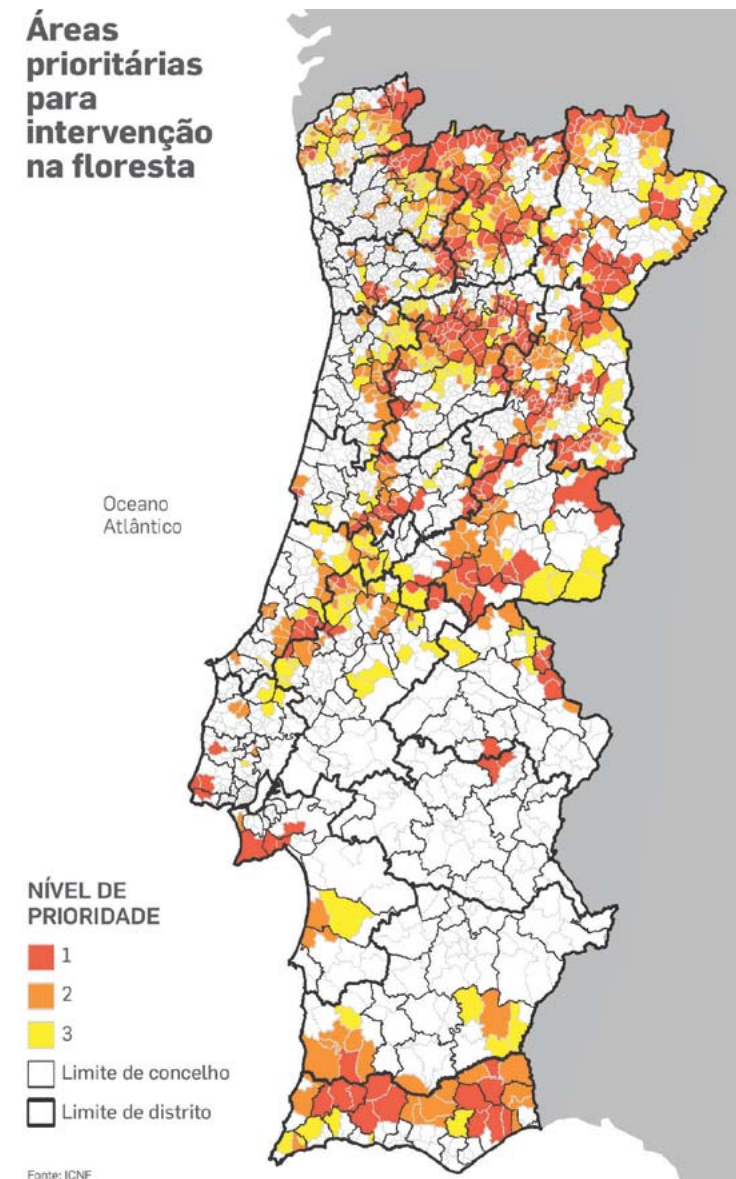 Áreas
prioritárias
para
intervenção
na floresta
Oceano
Atlântico
NÍVEL DE
PRIORIDADE
1
2
3
Limite de concelho
Limite de distrito
Fonte: ICNF